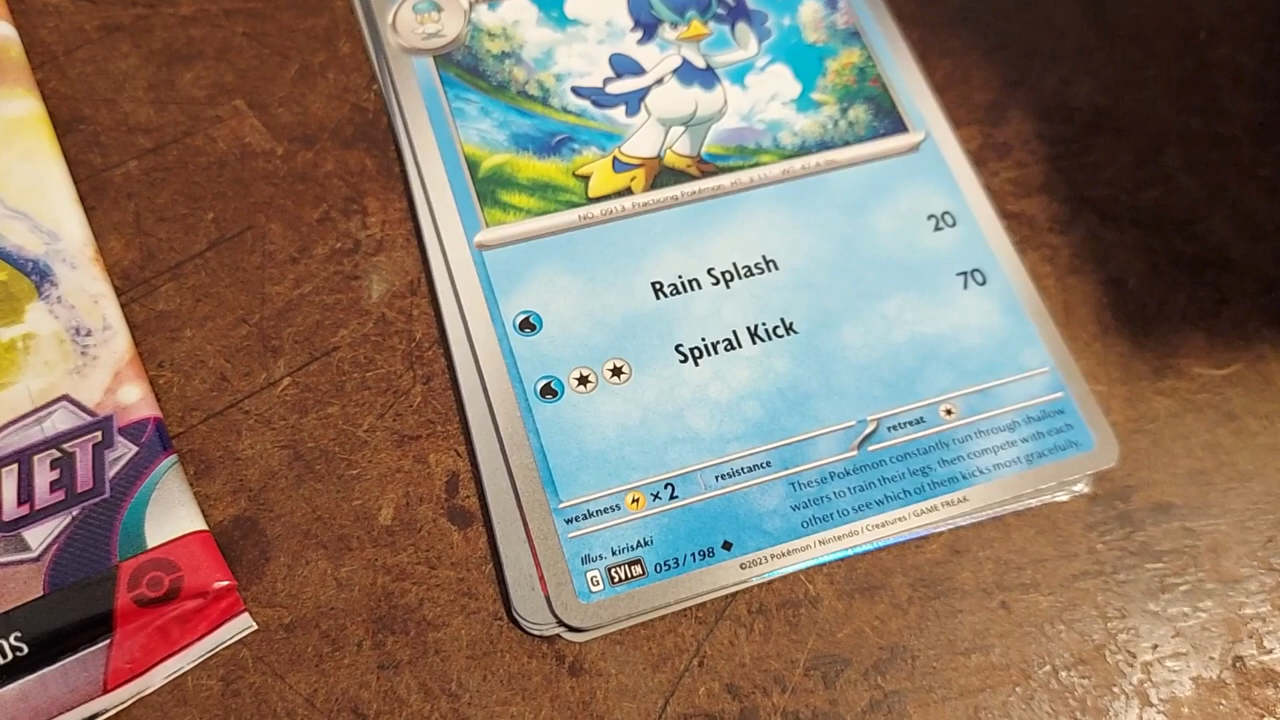 NO. 0913 Practicing Pokémon HT: 3'11" WT: 47.4 lbs.
Rain Splash 20
Spiral Kick 70
weakness ×2 resistance retreat
These Pokémon constantly run through shallow
waters to train their legs, then compete with each
other to see which of them kicks most gracefully.
Illus. kirisAki
G SVI EN 053/198
©2023 Pokémon / Nintendo / Creatures / GAME FREAK
LET
DS